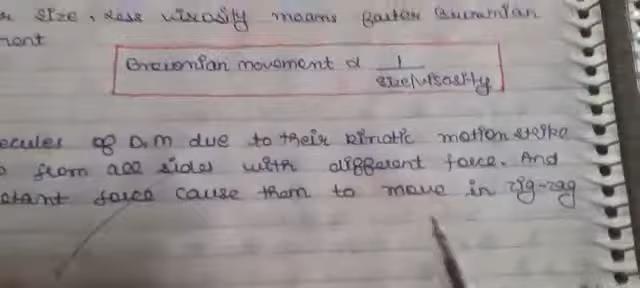 size, less viscosity means faster Brownian
ment
Brownian movement α 1
size/viscosity
ecules of D.M due to their kinetic motion strike
from all sides with different force. And
ltant force cause them to move in zig-zag